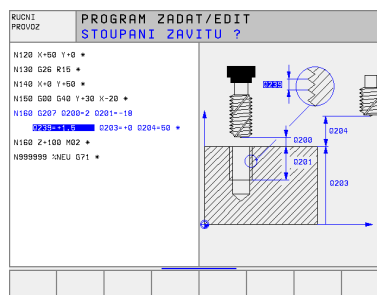 RUCNI
PROVOZ
PROGRAM ZADAT/EDIT
STOUPANI ZAVITU ?
N120 X+50 Y+0 *
N130 G26 R15 *
N140 X+0 Y+50 *
N150 G00 G40 Y+30 X-20 *
N160 G207 Q200=2 Q201=-18
Q239=+1.5 Q203=+0 Q204=50 *
N160 Z+100 M02 *
N999999 %NEU G71 *
Q239
Q200
Q204
Q201
Q203